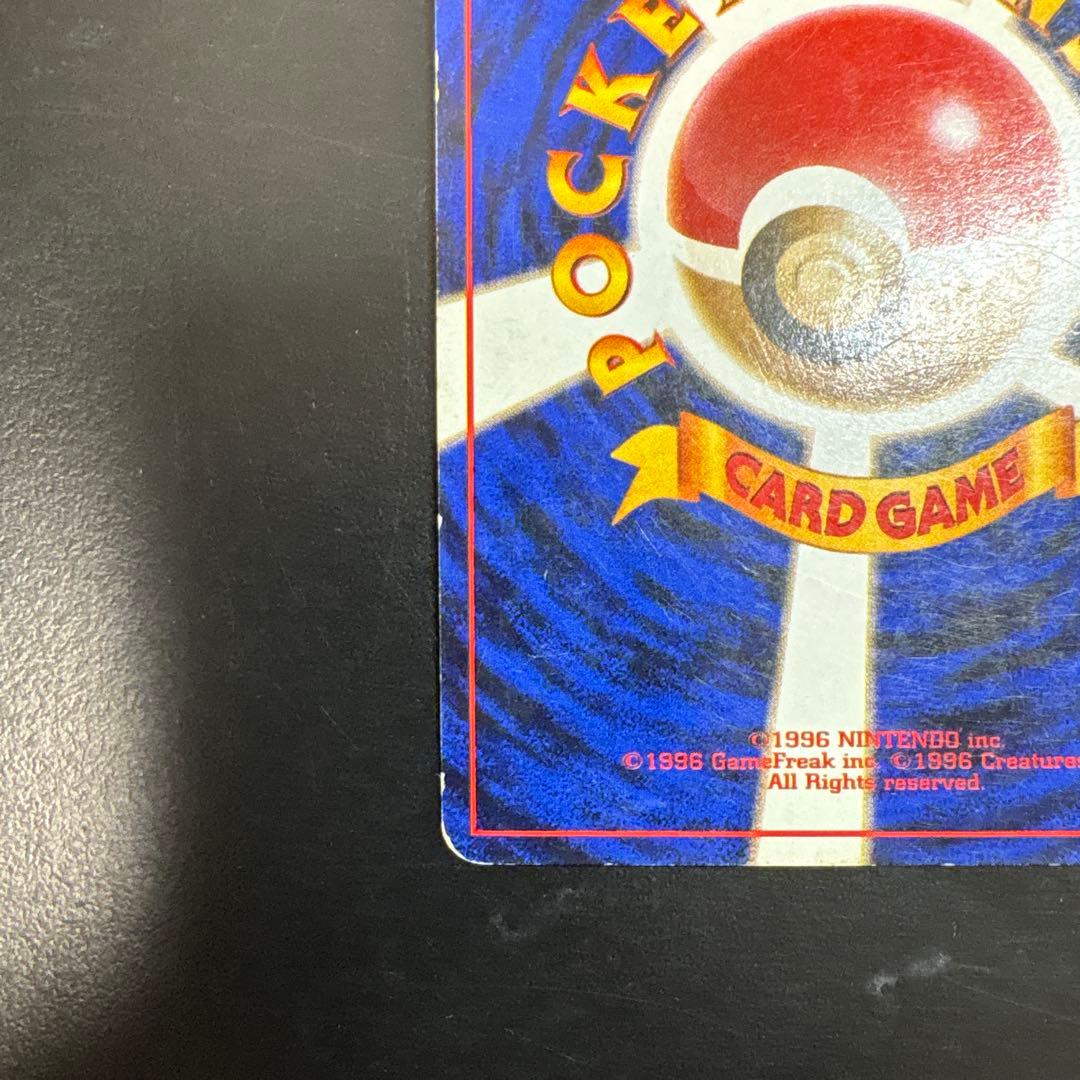 POCKE
CARD GAME
©1996 NINTENDO inc.
©1996 GameFreak inc. ©1996 Creatures
All Rights reserved.